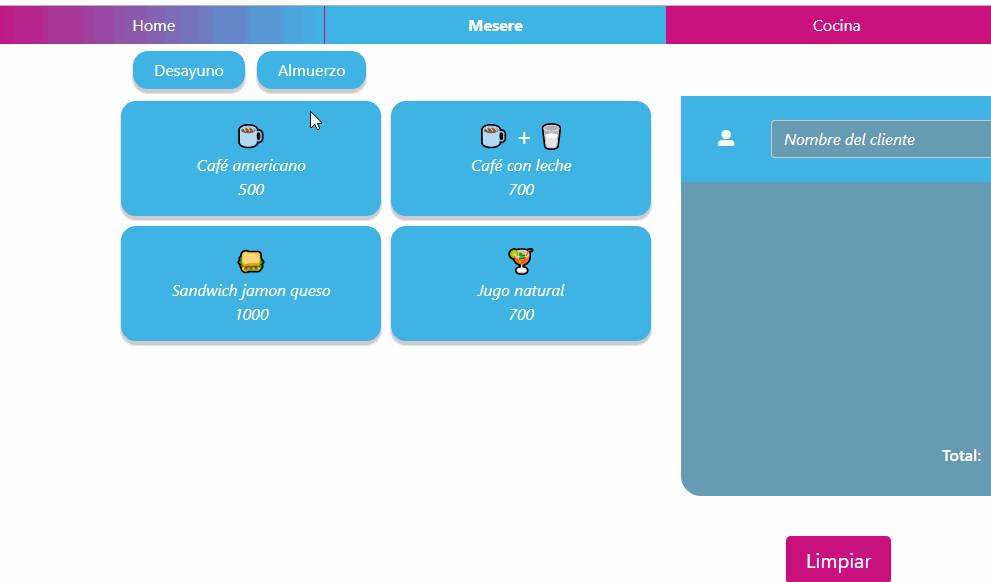 Home
Mesere
Cocina
Desayuno
Almuerzo
Café americano
500
+
Café con leche
700
Sandwich jamon queso
1000
Jugo natural
700
Nombre del cliente
Total:
Limpiar